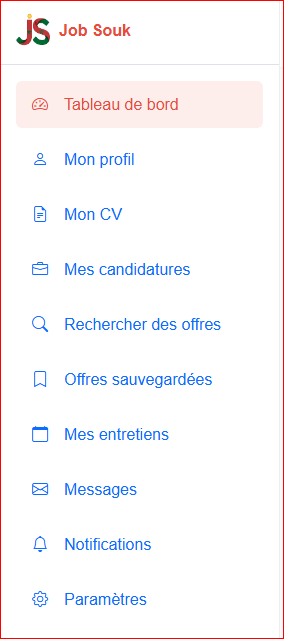 JS Job Souk
Tableau de bord
Mon profil
Mon CV
Mes candidatures
Rechercher des offres
Offres sauvegardées
Mes entretiens
Messages
Notifications
Paramètres